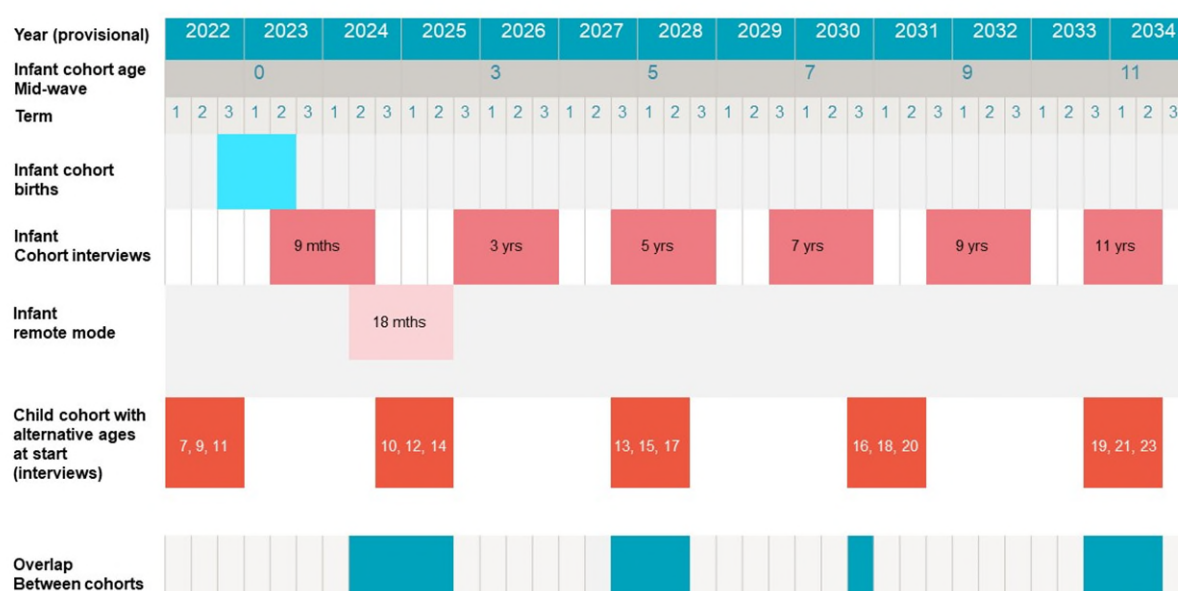 Year (provisional) 2022 2023 2024 2025 2026 2027 2028 2029 2030 2031 2032 2033 2034
Infant cohort age
Mid-wave
0 3 5 7 9 11
Term 1 2 3 1 2 3 1 2 3 1 2 3 1 2 3 1 2 3 1 2 3 1 2 3 1 2 3 1 2 3 1 2 3 1 2 3 1 2 3
Infant cohort
births
Infant
Cohort interviews
9 mths 3 yrs 5 yrs 7 yrs 9 yrs 11 yrs
Infant
remote mode
18 mths
Child cohort with
alternative ages
at start
(interviews)
7, 9, 11 10, 12, 14 13, 15, 17 16, 18, 20 19, 21, 23
Overlap
Between cohorts